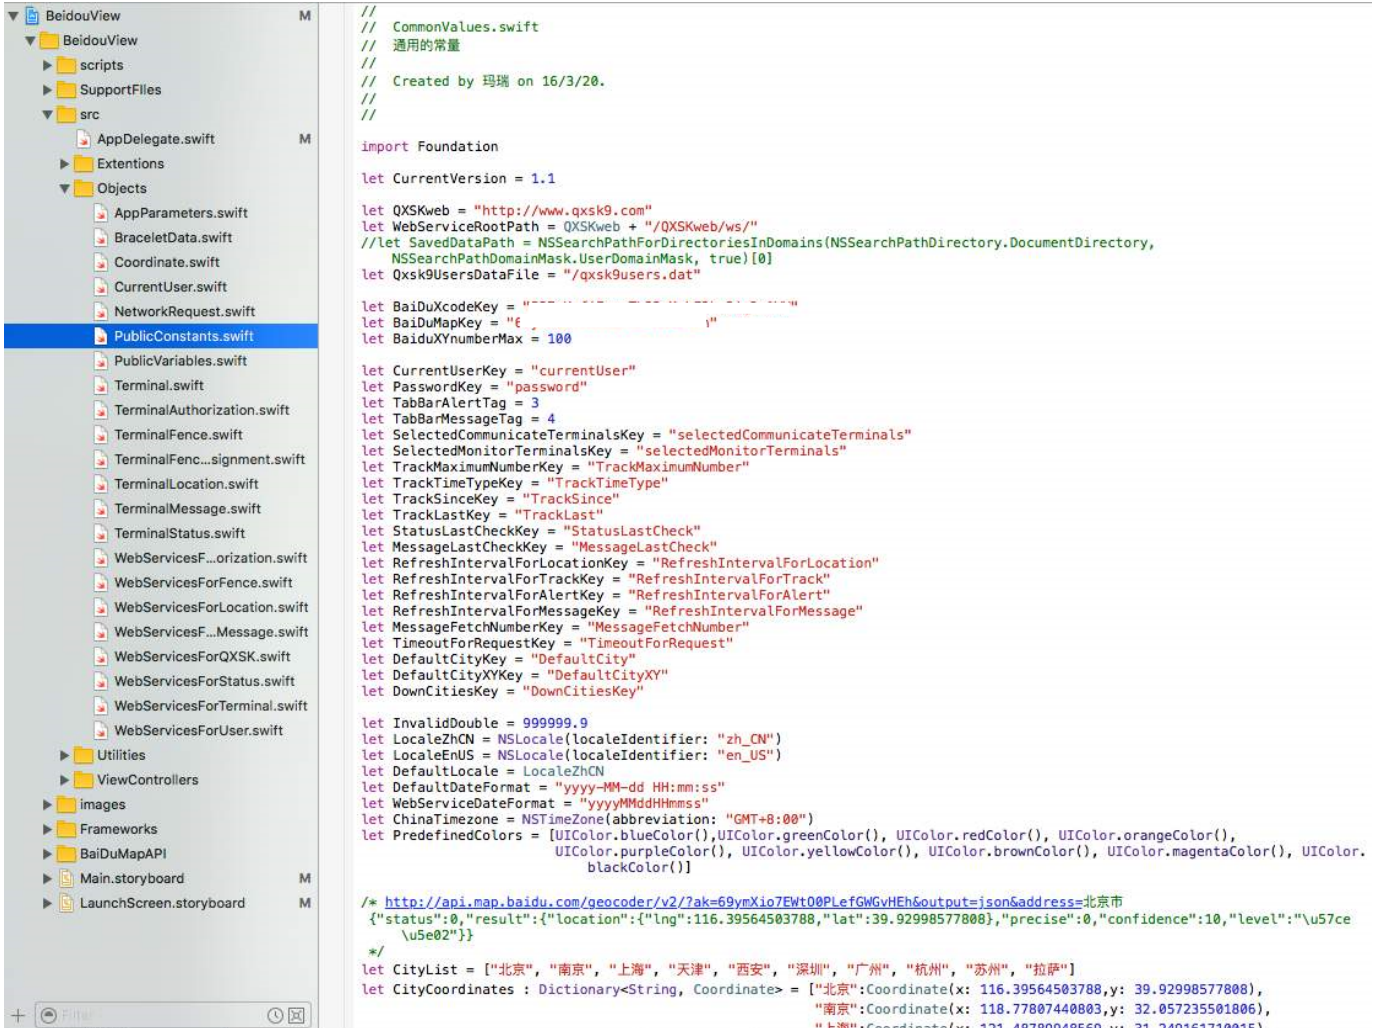 BeidouView M
BeidouView
scripts
SupportFIles
src
AppDelegate.swift M
Extentions
Objects
AppParameters.swift
BraceletData.swift
Coordinate.swift
CurrentUser.swift
NetworkRequest.swift
PublicConstants.swift
PublicVariables.swift
Terminal.swift
TerminalAuthorization.swift
TerminalFence.swift
TerminalFenc...signment.swift
TerminalLocation.swift
TerminalMessage.swift
TerminalStatus.swift
WebServicesF...orization.swift
WebServicesForFence.swift
WebServicesForLocation.swift
WebServicesF...Message.swift
WebServicesForQXSK.swift
WebServicesForStatus.swift
WebServicesForTerminal.swift
WebServicesForUser.swift
Utilities
ViewControllers
images
Frameworks
BaiDuMapAPI
Main.storyboard M
LaunchScreen.storyboard M
Filter
//
// CommonValues.swift
// 通用的常量
//
// Created by 玛瑞 on 16/3/20.
//
//
import Foundation
let CurrentVersion = 1.1
let QXSKweb = "http://www.qxsk9.com"
let WebServiceRootPath = QXSKweb + "/QXSKweb/ws/"
//let SavedDataPath = NSSearchPathForDirectoriesInDomains(NSSearchPathDirectory.DocumentDirectory,
NSSearchPathDomainMask.UserDomainMask, true)[0]
let Qxsk9UsersDataFile = "/qxsk9users.dat"
let BaiDuXcodeKey = "
let BaiDuMapKey = "6
let BaiduXYnumberMax = 100
let CurrentUserKey = "currentUser"
let PasswordKey = "password"
let TabBarAlertTag = 3
let TabBarMessageTag = 4
let SelectedCommunicateTerminalsKey = "selectedCommunicateTerminals"
let SelectedMonitorTerminalsKey = "selectedMonitorTerminals"
let TrackMaximumNumberKey = "TrackMaximumNumber"
let TrackTimeTypeKey = "TrackTimeType"
let TrackSinceKey = "TrackSince"
let TrackLastKey = "TrackLast"
let StatusLastCheckKey = "StatusLastCheck"
let MessageLastCheckKey = "MessageLastCheck"
let RefreshIntervalForLocationKey = "RefreshIntervalForLocation"
let RefreshIntervalForTrackKey = "RefreshIntervalForTrack"
let RefreshIntervalForAlertKey = "RefreshIntervalForAlert"
let RefreshIntervalForMessageKey = "RefreshIntervalForMessage"
let MessageFetchNumberKey = "MessageFetchNumber"
let TimeoutForRequestKey = "TimeoutForRequest"
let DefaultCityKey = "DefaultCity"
let DefaultCityXYKey = "DefaultCityXY"
let DownCitiesKey = "DownCitiesKey"
let InvalidDouble = 999999.9
let LocaleZhCN = NSLocale(localeIdentifier: "zh_CN")
let LocaleEnUS = NSLocale(localeIdentifier: "en_US")
let DefaultLocale = LocaleZhCN
let DefaultDateFormat = "yyyy-MM-dd HH:mm:ss"
let WebServiceDateFormat = "yyyyMMddHHmmss"
let ChinaTimezone = NSTimeZone(abbreviation: "GMT+8:00")
let PredefinedColors = [UIColor.blueColor(),UIColor.greenColor(), UIColor.redColor(), UIColor.orangeColor(),
UIColor.purpleColor(), UIColor.yellowColor(), UIColor.brownColor(), UIColor.magentaColor(), UIColor.
blackColor()]
/* http://api.map.baidu.com/geocoder/v2/?ak=69ymXio7EWtO0PLefGWGvHEh&output=json&address=北京市
{"status":0,"result":{"location":{"lng":116.39564503788,"lat":39.92998577808},"precise":0,"confidence":10,"level":"\u57ce
\u5e02"}}
*/
let CityList = ["北京", "南京", "上海", "天津", "西安", "深圳", "广州", "杭州", "苏州", "拉萨"]
let CityCoordinates : Dictionary<String, Coordinate> = ["北京":Coordinate(x: 116.39564503788,y: 39.92998577808),
"南京":Coordinate(x: 118.77807440803,y: 32.057235501806),
"上海":Coordinate(x: 121.48789948569,y: 31.249161710015),